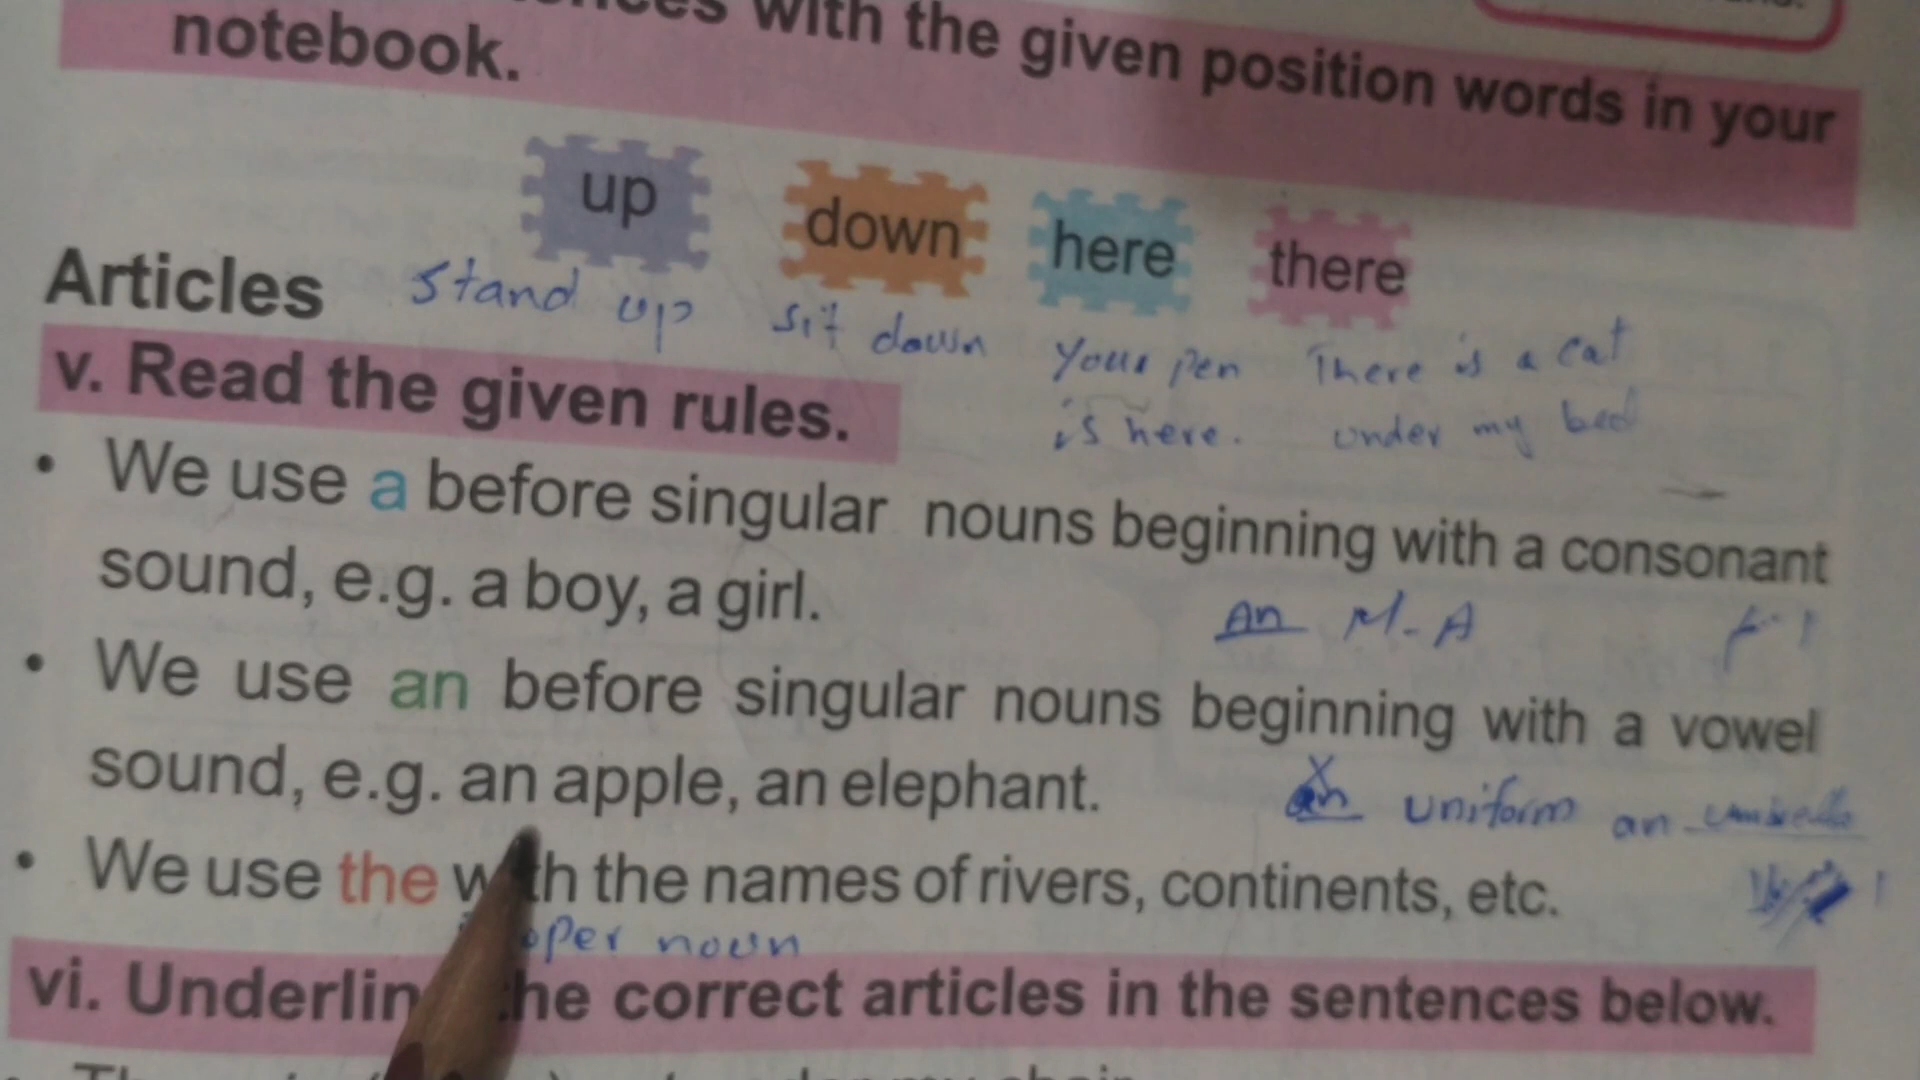 with the given position words in your
notebook.
up down here there
Articles
Stand up sit down your pen There is a cat
is here. under my bed
v. Read the given rules.
• We use a before singular nouns beginning with a consonant
sound, e.g. a boy, a girl.
An M.A
• We use an before singular nouns beginning with a vowel
sound, e.g. an apple, an elephant.
an uniform an umbrella
• We use the with the names of rivers, continents, etc.
noun
vi. Underline the correct articles in the sentences below.